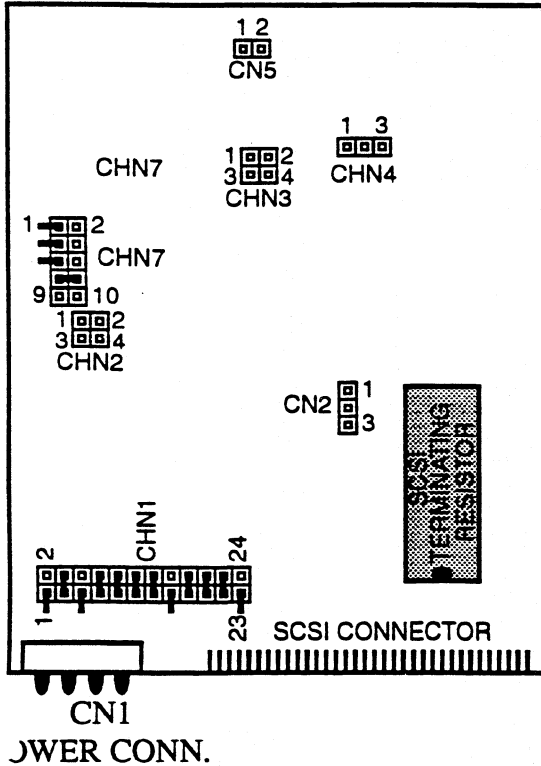 1 2
CN5
1 3
CHN4
CHN7
1 2
3 4
CHN3
1 2
CHN7
9 10
1 2
3 4
CHN2
CN2
1
3
SCSI
TERMINATING
RESISTOR
CHN1
2 24
1 23
SCSI CONNECTOR
CN1
OWER CONN.